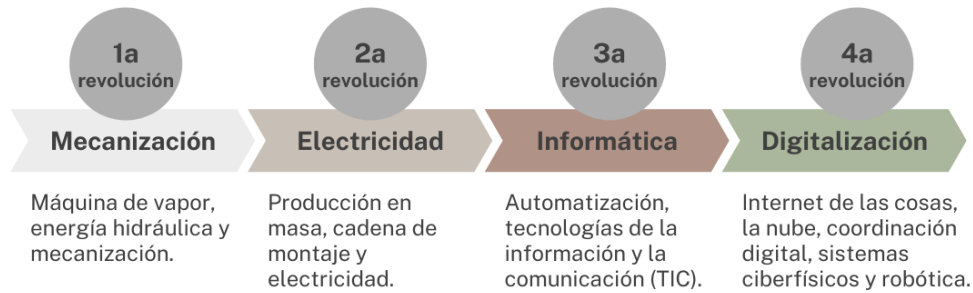 1a
revolución
2a
revolución
3a
revolución
4a
revolución
Mecanización
Electricidad
Informática
Digitalización
Máquina de vapor,
energía hidráulica y
mecanización.
Producción en
masa, cadena de
montaje y
electricidad.
Automatización,
tecnologías de la
información y la
comunicación (TIC).
Internet de las cosas,
la nube, coordinación
digital, sistemas
ciberfísicos y robótica.